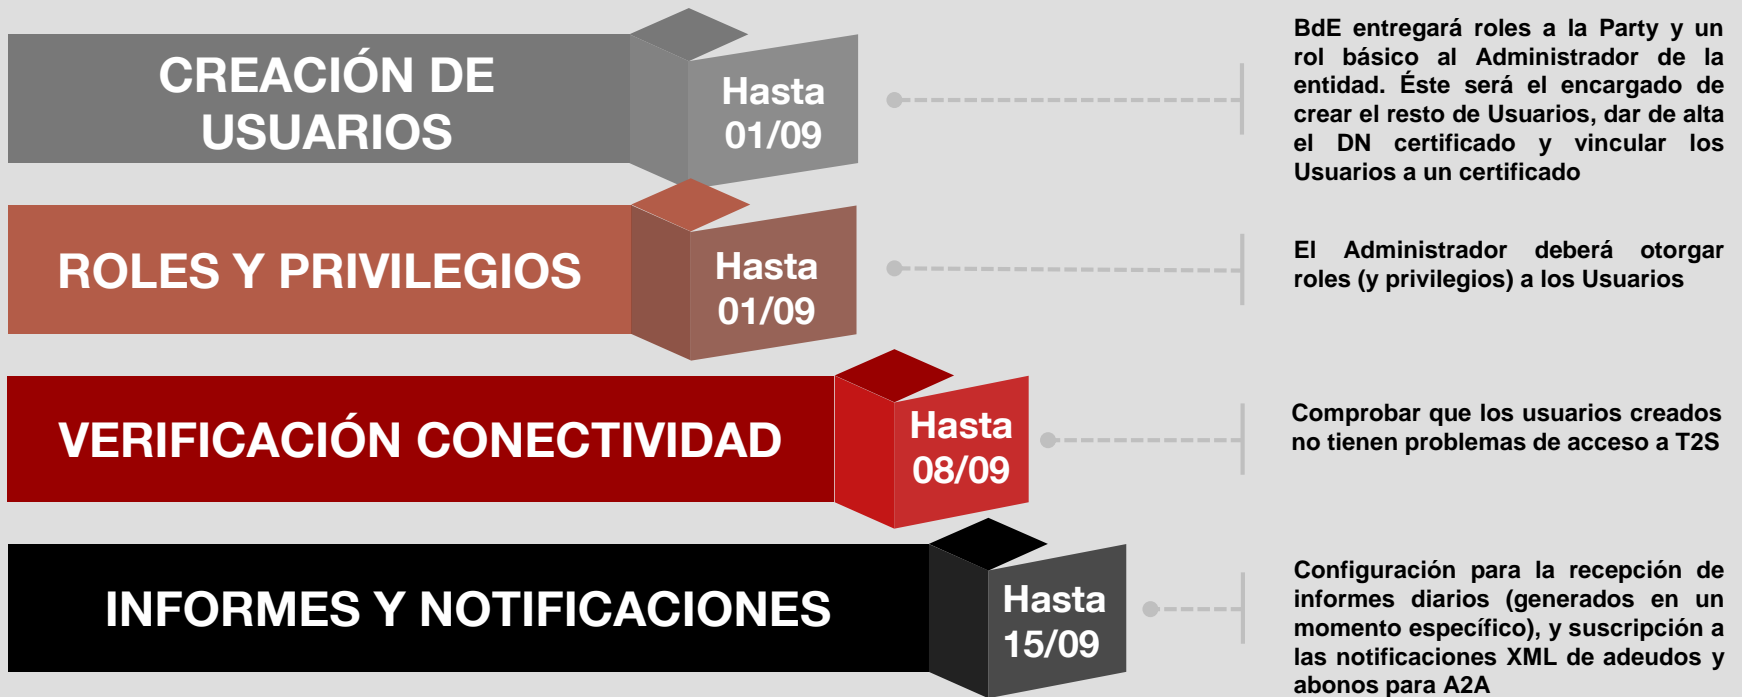 CREACIÓN DE
USUARIOS
Hasta
01/09
BdE entregará roles a la Party y un
rol básico al Administrador de la
entidad. Éste será el encargado de
crear el resto de Usuarios, dar de alta
el DN certificado y vincular los
Usuarios a un certificado
ROLES Y PRIVILEGIOS
Hasta
01/09
El Administrador deberá otorgar
roles (y privilegios) a los Usuarios
VERIFICACIÓN CONECTIVIDAD
Hasta
08/09
Comprobar que los usuarios creados
no tienen problemas de acceso a T2S
INFORMES Y NOTIFICACIONES
Hasta
15/09
Configuración para la recepción de
informes diarios (generados en un
momento específico), y suscripción a
las notificaciones XML de adeudos y
abonos para A2A